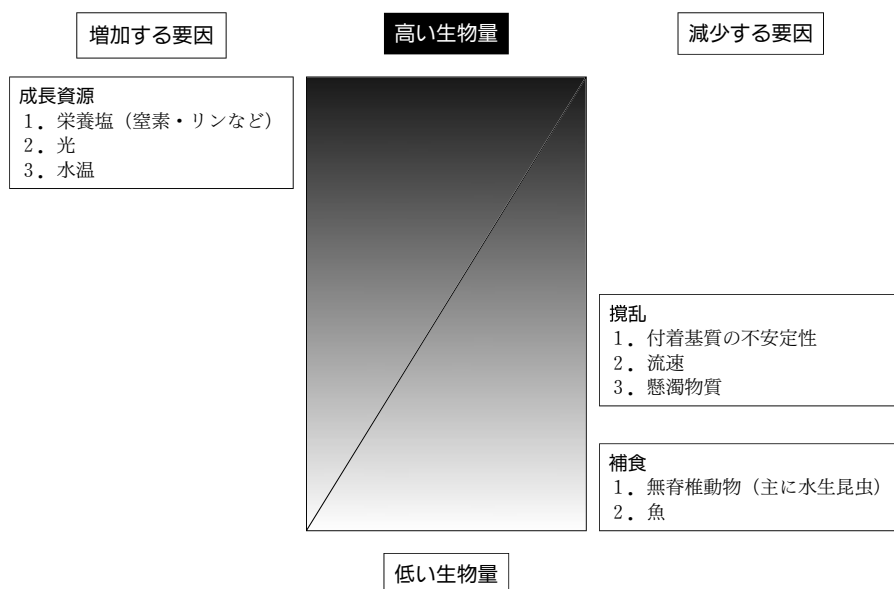 増加する要因
高い生物量
減少する要因
成長資源
1．栄養塩（窒素・リンなど）
2．光
3．水温
撹乱
1．付着基質の不安定性
2．流速
3．懸濁物質
補食
1．無脊椎動物（主に水生昆虫）
2．魚
低い生物量